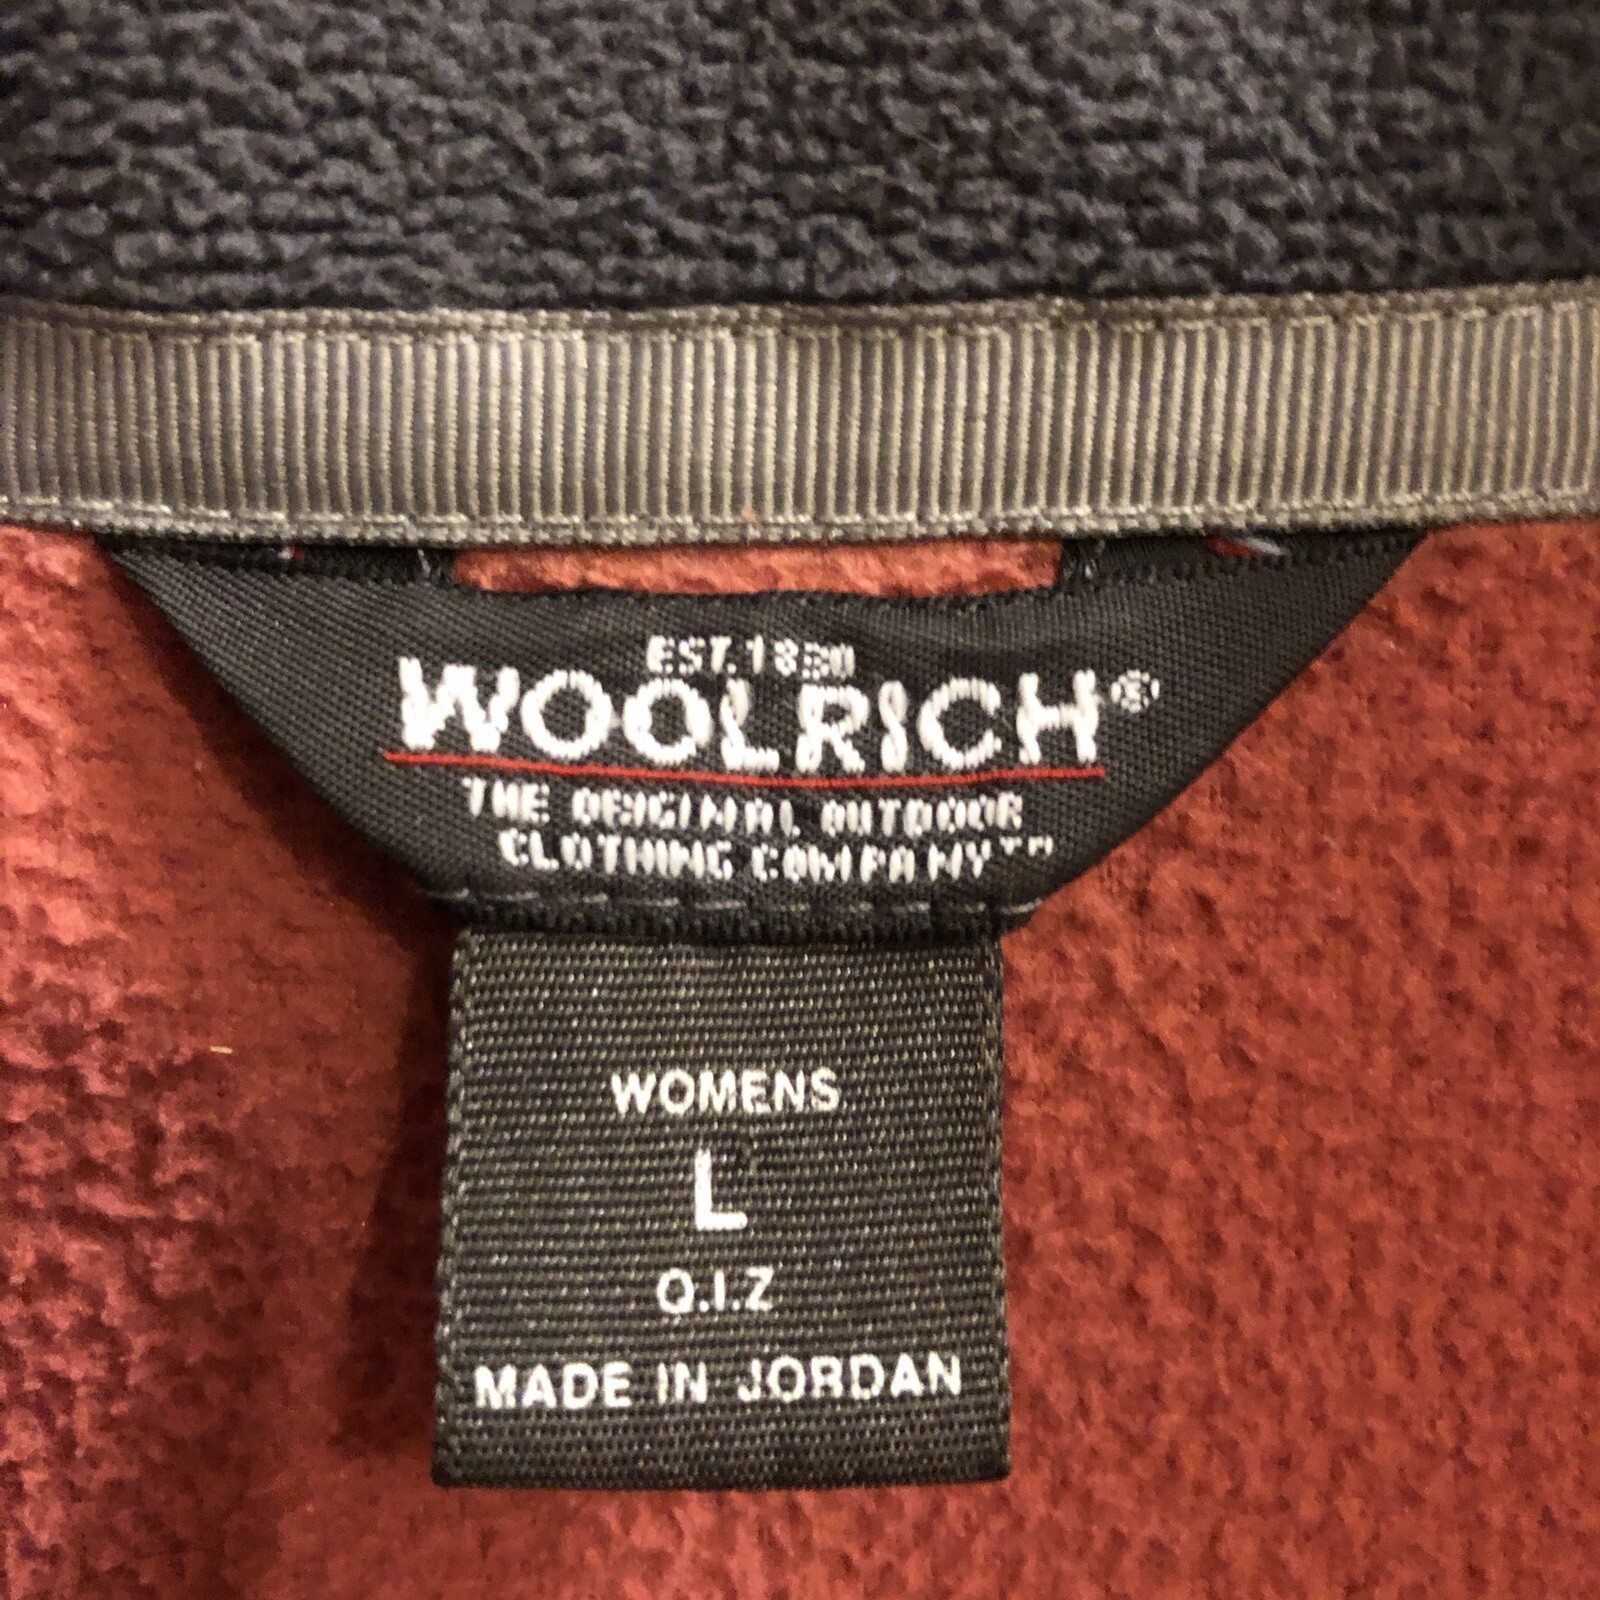 EST. 1830
WOOLRICH®
THE ORIGINAL OUTDOOR
CLOTHING COMPANY™
WOMENS
L
Q.I.Z
MADE IN JORDAN